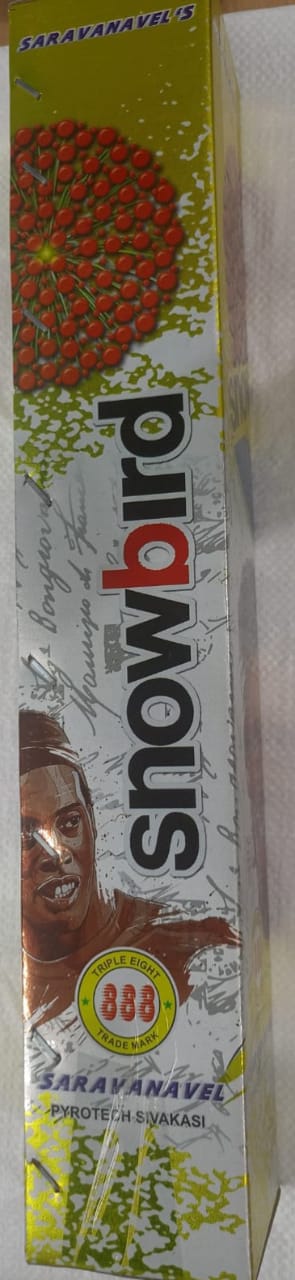 SARAVANAVEL'S
snowbird
TRIPLE EIGHT
888
TRADE MARK
SARAVANAVEL
PYROTECH SIVAKASI